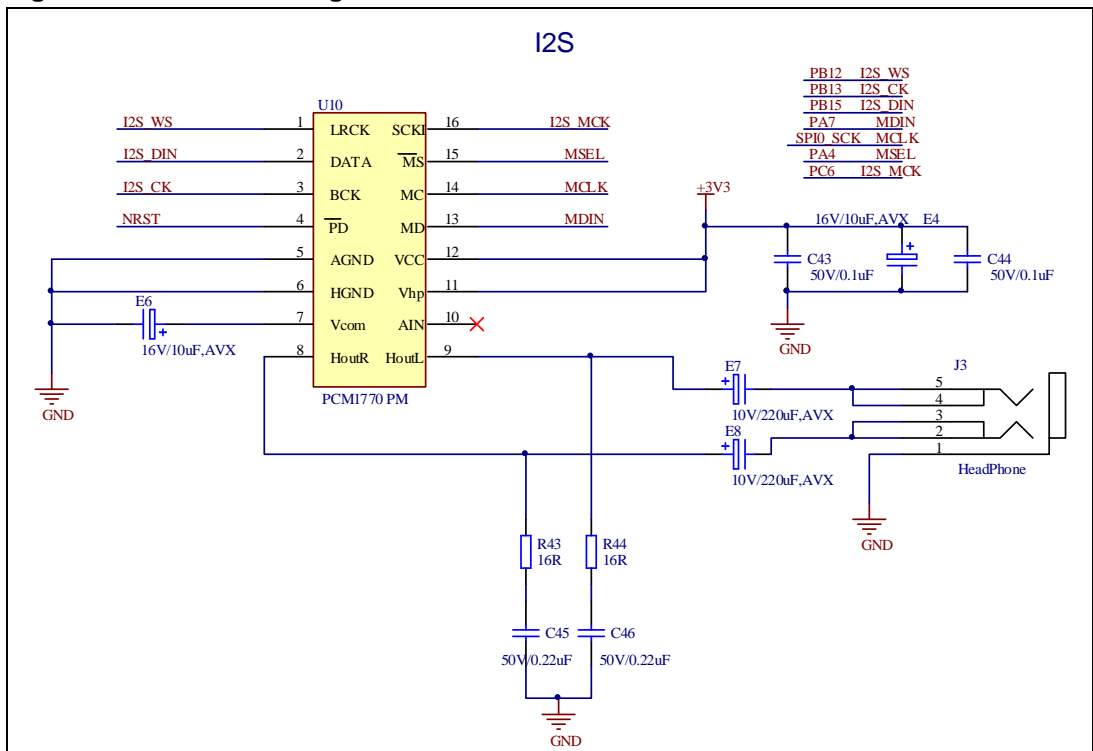 I2S
PB12 I2S_WS
PB13 I2S_CK
PB15 I2S_DIN
PA7 MDIN
SPI0_SCK MCLK
PA4 MSEL
PC6 I2S_MCK
U10
I2S_WS 1 LRCK SCKI 16 I2S_MCK
I2S_DIN 2 DATA MS 15 MSEL
I2S_CK 3 BCK MC 14 MCLK
NRST 4 PD MD 13 MDIN
5 AGND VCC 12
6 HGND Vhp 11
7 Vcom AIN 10
8 HoutR HoutL 9
PCM1770 PM
E6
16V/10uF,AVX
GND
+3V3
16V/10uF,AVX E4
C43
50V/0.1uF
C44
50V/0.1uF
GND
E7
10V/220uF,AVX
E8
10V/220uF,AVX
J3
5
4
3
2
1
HeadPhone
GND
R43
16R
R44
16R
C45
50V/0.22uF
C46
50V/0.22uF
GND